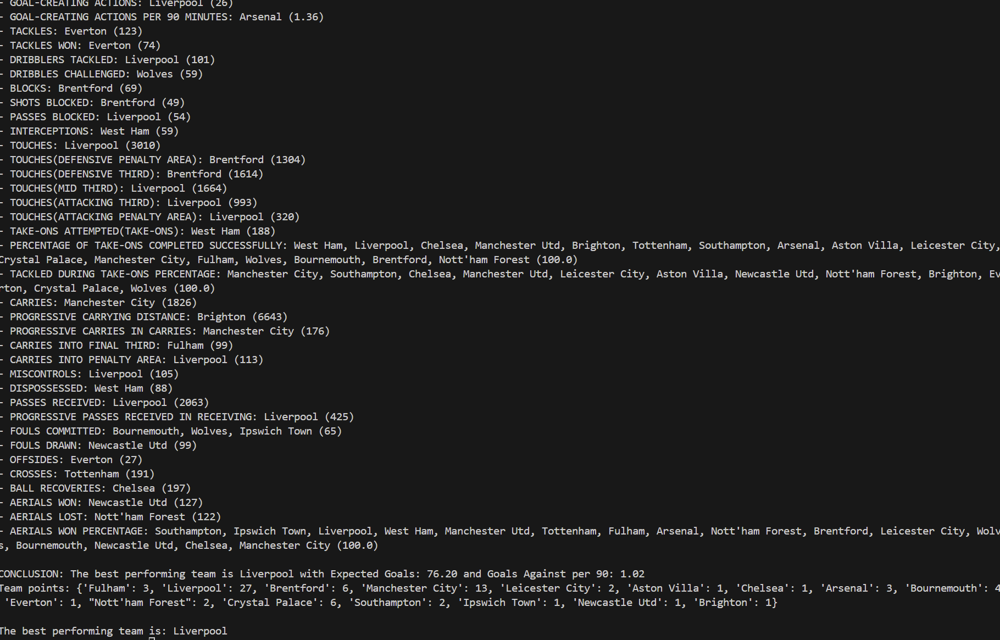 - GOAL-CREATING ACTIONS: Liverpool (26)
- GOAL-CREATING ACTIONS PER 90 MINUTES: Arsenal (1.36)
- TACKLES: Everton (123)
- TACKLES WON: Everton (74)
- DRIBBLERS TACKLED: Liverpool (101)
- DRIBBLES CHALLENGED: Wolves (59)
- BLOCKS: Brentford (69)
- SHOTS BLOCKED: Brentford (49)
- PASSES BLOCKED: Liverpool (54)
- INTERCEPTIONS: West Ham (59)
- TOUCHES: Liverpool (3010)
- TOUCHES(DEFENSIVE PENALTY AREA): Brentford (1304)
- TOUCHES(DEFENSIVE THIRD): Brentford (1614)
- TOUCHES(MID THIRD): Liverpool (1664)
- TOUCHES(ATTACKING THIRD): Liverpool (993)
- TOUCHES(ATTACKING PENALTY AREA): Liverpool (320)
- TAKE-ONS ATTEMPTED(TAKE-ONS): West Ham (188)
- PERCENTAGE OF TAKE-ONS COMPLETED SUCCESSFULLY: West Ham, Liverpool, Chelsea, Manchester Utd, Brighton, Tottenham, Southampton, Arsenal, Aston Villa, Leicester City,
Crystal Palace, Manchester City, Fulham, Wolves, Bournemouth, Brentford, Nott'ham Forest (100.0)
- TACKLED DURING TAKE-ONS PERCENTAGE: Manchester City, Southampton, Chelsea, Manchester Utd, Leicester City, Aston Villa, Newcastle Utd, Nott'ham Forest, Brighton, Ev
rton, Crystal Palace, Wolves (100.0)
- CARRIES: Manchester City (1826)
- PROGRESSIVE CARRYING DISTANCE: Brighton (6643)
- PROGRESSIVE CARRIES IN CARRIES: Manchester City (176)
- CARRIES INTO FINAL THIRD: Fulham (99)
- CARRIES INTO PENALTY AREA: Liverpool (113)
- MISCONTROLS: Liverpool (105)
- DISPOSSESSED: West Ham (88)
- PASSES RECEIVED: Liverpool (2063)
- PROGRESSIVE PASSES RECEIVED IN RECEIVING: Liverpool (425)
- FOULS COMMITTED: Bournemouth, Wolves, Ipswich Town (65)
- FOULS DRAWN: Newcastle Utd (99)
- OFFSIDES: Everton (27)
- CROSSES: Tottenham (191)
- BALL RECOVERIES: Chelsea (197)
- AERIALS WON: Newcastle Utd (127)
- AERIALS LOST: Nott'ham Forest (122)
- AERIALS WON PERCENTAGE: Southampton, Ipswich Town, Liverpool, West Ham, Manchester Utd, Tottenham, Fulham, Arsenal, Nott'ham Forest, Brentford, Leicester City, Wolv
s, Bournemouth, Newcastle Utd, Chelsea, Manchester City (100.0)
CONCLUSION: The best performing team is Liverpool with Expected Goals: 76.20 and Goals Against per 90: 1.02
Team points: {'Fulham': 3, 'Liverpool': 27, 'Brentford': 6, 'Manchester City': 13, 'Leicester City': 2, 'Aston Villa': 1, 'Chelsea': 1, 'Arsenal': 3, 'Bournemouth': 4
'Everton': 1, "Nott'ham Forest": 2, 'Crystal Palace': 6, 'Southampton': 2, 'Ipswich Town': 1, 'Newcastle Utd': 1, 'Brighton': 1}
The best performing team is: Liverpool